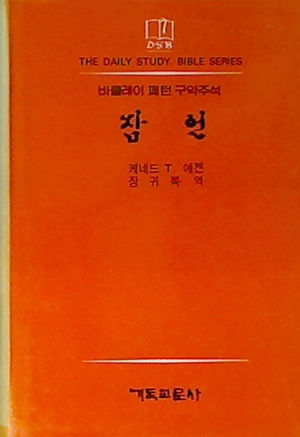 DSB
THE DAILY STUDY BIBLE SERIES
바클레이 패턴 구약주석
잠언
케네드 T 에켄
장귀복 역
기독교문사